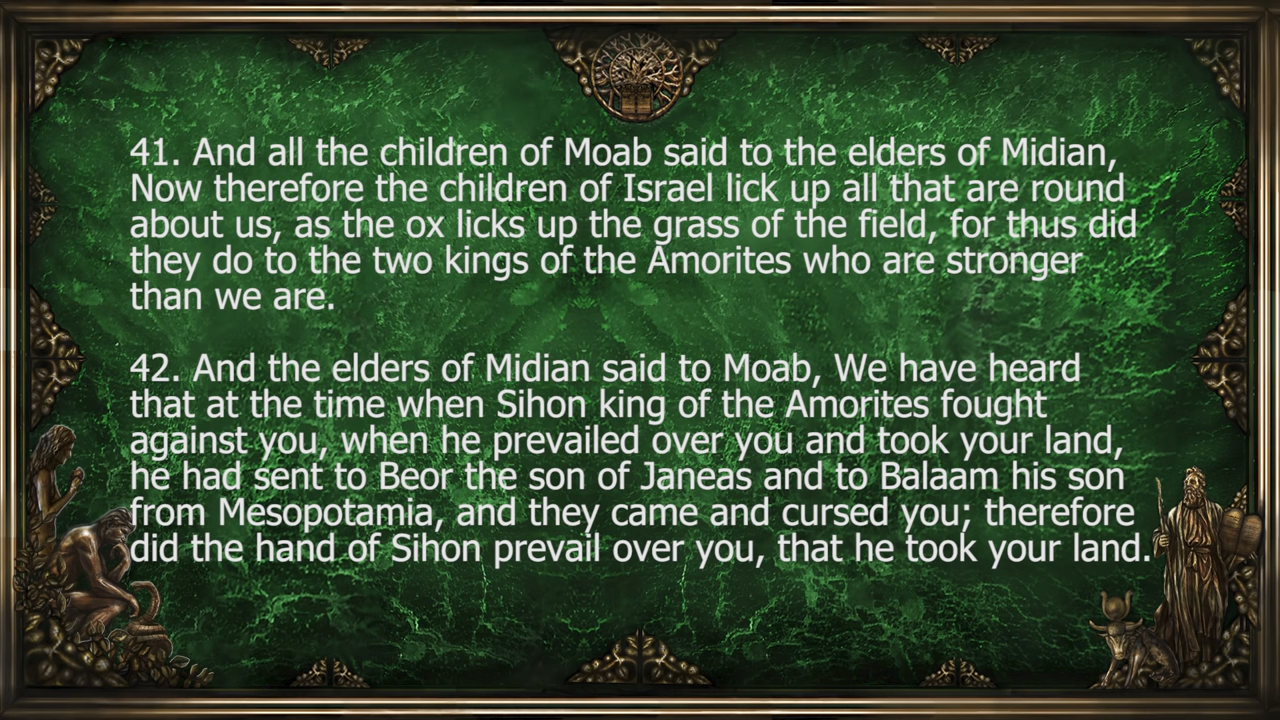 41. And all the children of Moab said to the elders of Midian,
Now therefore the children of Israel lick up all that are round
about us, as the ox licks up the grass of the field, for thus did
they do to the two kings of the Amorites who are stronger
than we are.
42. And the elders of Midian said to Moab, We have heard
that at the time when Sihon king of the Amorites fought
against you, when he prevailed over you and took your land,
he had sent to Beor the son of Janeas and to Balaam his son
from Mesopotamia, and they came and cursed you; therefore
did the hand of Sihon prevail over you, that he took your land.